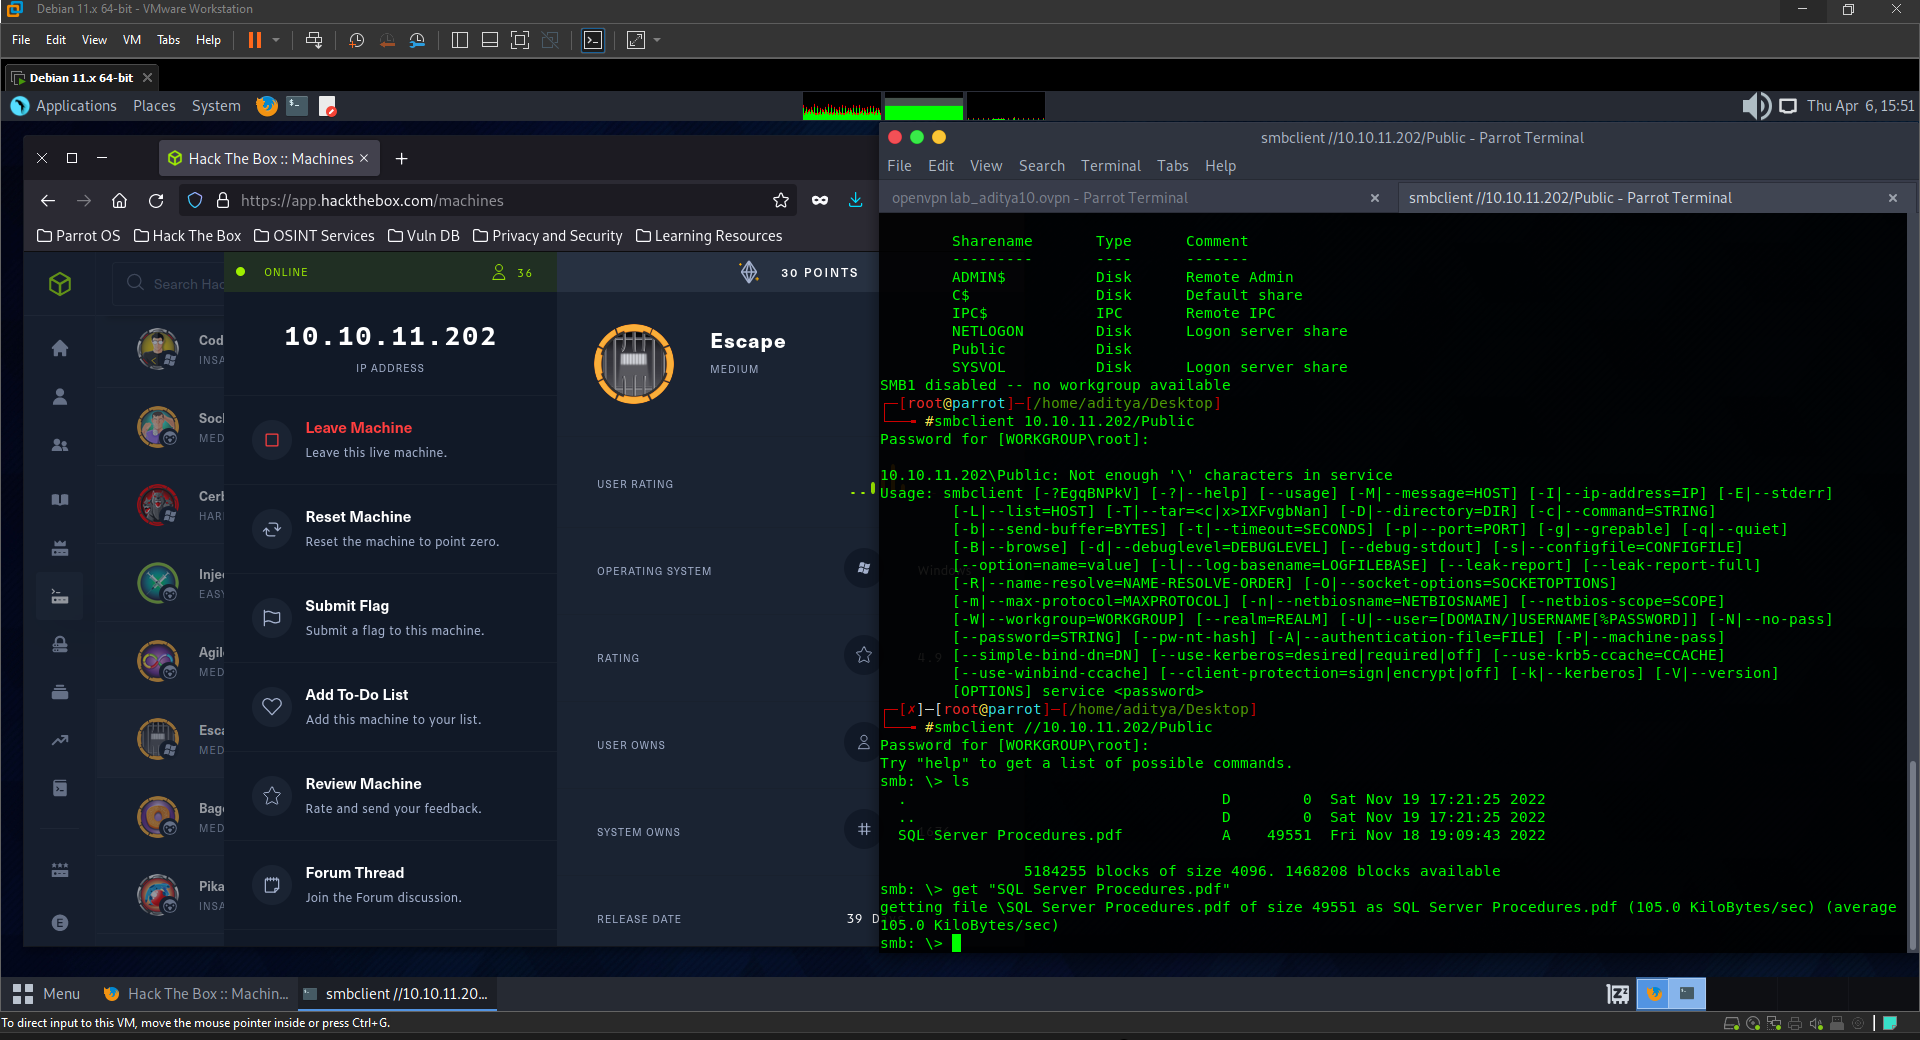 Debian 11.x 64-bit - VMware Workstation
File Edit View VM Tabs Help
Debian 11.x 64-bit
Applications Places System
Thu Apr 6, 15:51
Hack The Box :: Machines
https://app.hackthebox.com/machines
Parrot OS Hack The Box OSINT Services Vuln DB Privacy and Security Learning Resources
Search Hac
Cod
INSA
Soc
MED
Cerb
HAR
Inje
EASY
Agil
MED
Esca
MED
Bage
MED
Pika
INSA
E
ONLINE 36
10.10.11.202
IP ADDRESS
Leave Machine
Leave this live machine.
Reset Machine
Reset the machine to point zero.
Submit Flag
Submit a flag to this machine.
Add To-Do List
Add this machine to your list.
Review Machine
Rate and send your feedback.
Forum Thread
Join the Forum discussion.
30 POINTS
Escape
MEDIUM
USER RATING
OPERATING SYSTEM
RATING
USER OWNS
SYSTEM OWNS
RELEASE DATE 39 D
smbclient //10.10.11.202/Public - Parrot Terminal
File Edit View Search Terminal Tabs Help
openvpn lab_aditya10.ovpn - Parrot Terminal
smbclient //10.10.11.202/Public - Parrot Terminal
Sharename Type Comment
--------- ---- -------
ADMIN$ Disk Remote Admin
C$ Disk Default share
IPC$ IPC Remote IPC
NETLOGON Disk Logon server share
Public Disk
SYSVOL Disk Logon server share
SMB1 disabled -- no workgroup available
┌─[root@parrot]─[/home/aditya/Desktop]
└──╼ #smbclient 10.10.11.202/Public
Password for [WORKGROUP\root]:
10.10.11.202\Public: Not enough '\' characters in service
Usage: smbclient [-?EgqBNPkV] [-?|--help] [--usage] [-M|--message=HOST] [-I|--ip-address=IP] [-E|--stderr]
[-L|--list=HOST] [-T|--tar=<c|x>IXFvgbNan] [-D|--directory=DIR] [-c|--command=STRING]
[-b|--send-buffer=BYTES] [-t|--timeout=SECONDS] [-p|--port=PORT] [-g|--grepable] [-q|--quiet]
[-B|--browse] [-d|--debuglevel=DEBUGLEVEL] [--debug-stdout] [-s|--configfile=CONFIGFILE]
[--option=name=value] [-l|--log-basename=LOGFILEBASE] [--leak-report] [--leak-report-full]
[-R|--name-resolve=NAME-RESOLVE-ORDER] [-O|--socket-options=SOCKETOPTIONS]
[-m|--max-protocol=MAXPROTOCOL] [-n|--netbiosname=NETBIOSNAME] [--netbios-scope=SCOPE]
[-W|--workgroup=WORKGROUP] [--realm=REALM] [-U|--user=[DOMAIN/]USERNAME[%PASSWORD]] [-N|--no-pass]
[--password=STRING] [--pw-nt-hash] [-A|--authentication-file=FILE] [-P|--machine-pass]
[--simple-bind-dn=DN] [--use-kerberos=desired|required|off] [--use-krb5-ccache=CCACHE]
[--use-winbind-ccache] [--client-protection=sign|encrypt|off] [-k|--kerberos] [-V|--version]
[OPTIONS] service <password>
┌─[✗]─[root@parrot]─[/home/aditya/Desktop]
└──╼ #smbclient //10.10.11.202/Public
Password for [WORKGROUP\root]:
Try "help" to get a list of possible commands.
smb: \> ls
. D 0 Sat Nov 19 17:21:25 2022
.. D 0 Sat Nov 19 17:21:25 2022
SQL Server Procedures.pdf A 49551 Fri Nov 18 19:09:43 2022
5184255 blocks of size 4096. 1468208 blocks available
smb: \> get "SQL Server Procedures.pdf"
getting file \SQL Server Procedures.pdf of size 49551 as SQL Server Procedures.pdf (105.0 KiloBytes/sec) (average
105.0 KiloBytes/sec)
smb: \>
Menu
Hack The Box :: Machin...
smbclient //10.10.11.20...
To direct input to this VM, move the mouse pointer inside or press Ctrl+G.